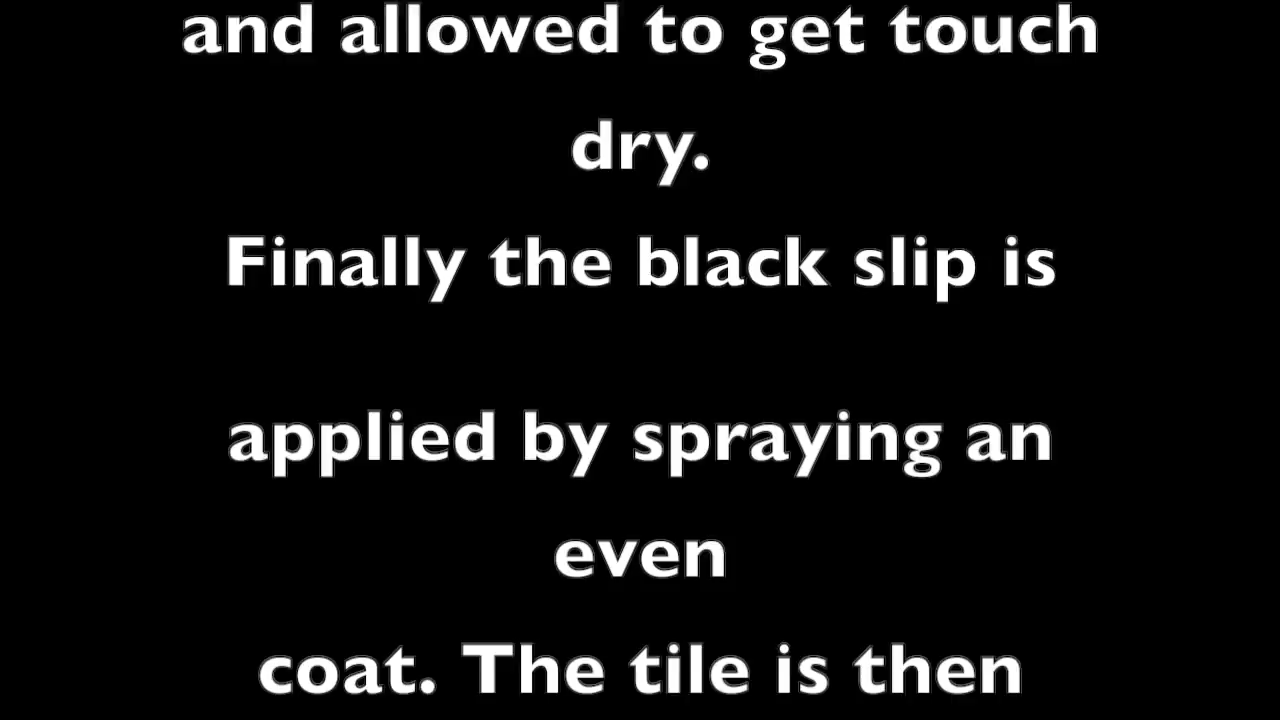 and allowed to get touch
dry.
Finally the black slip is
applied by spraying an
even
coat. The tile is then